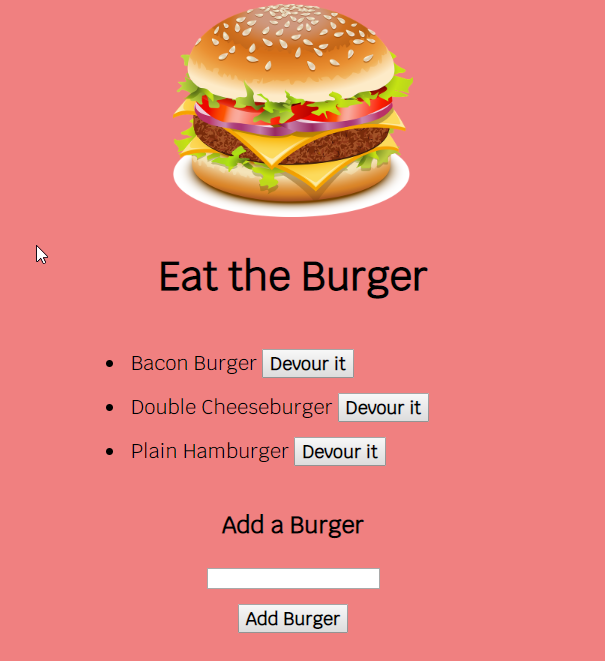 Eat the Burger
Bacon Burger Devour it
Double Cheeseburger Devour it
Plain Hamburger Devour it
Add a Burger
Add Burger